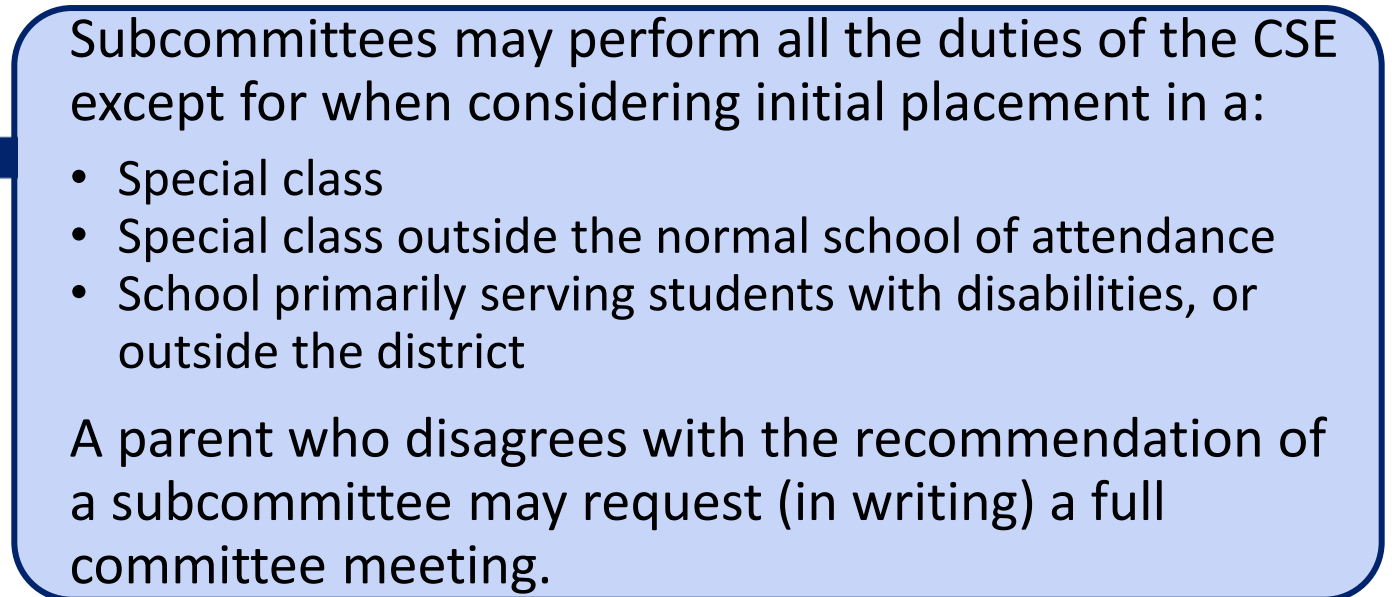 Subcommittees may perform all the duties of the CSE
except for when considering initial placement in a:
• Special class
• Special class outside the normal school of attendance
• School primarily serving students with disabilities, or
outside the district
A parent who disagrees with the recommendation of
a subcommittee may request (in writing) a full
committee meeting.